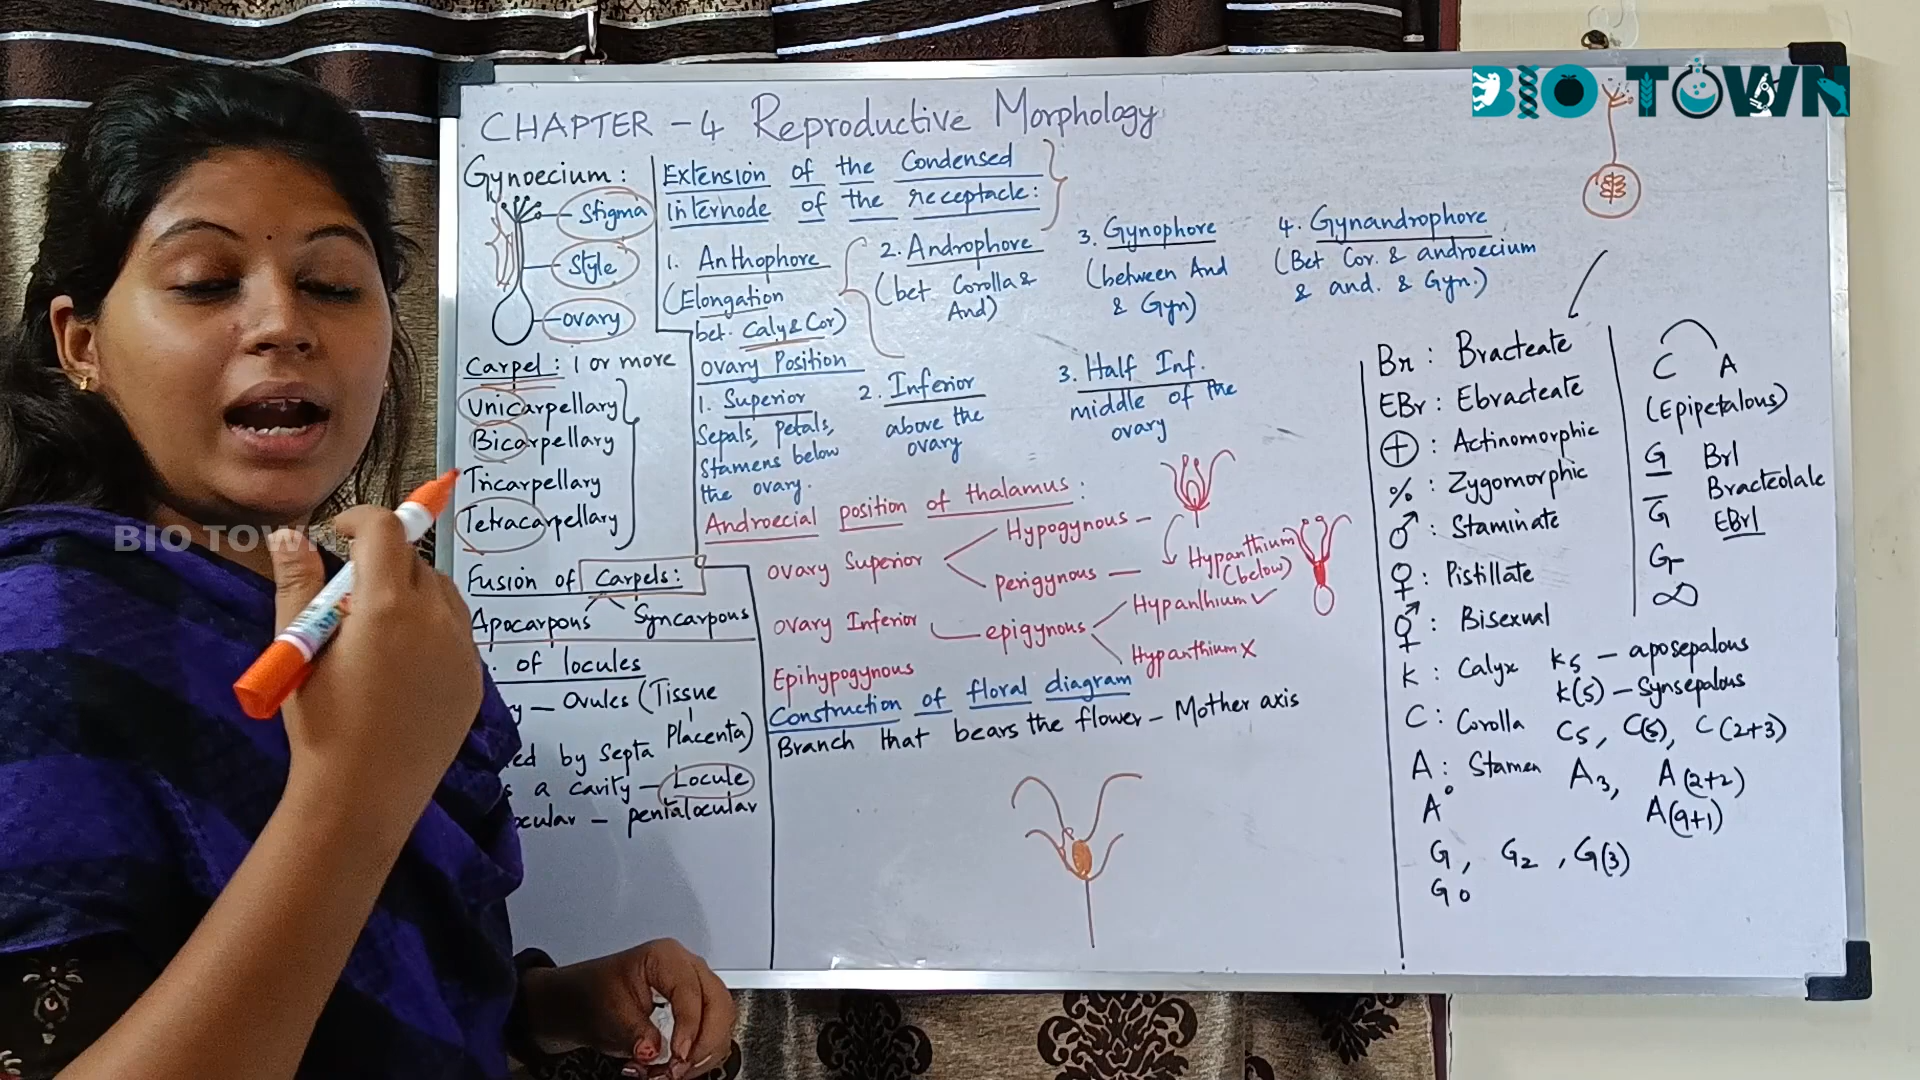 BIO TOWN
CHAPTER - 4 Reproductive Morphology
Gynoecium :
Stigma
Style
ovary
Carpel : 1 or more
Unicarpellary
Bicarpellary
Tricarpellary
Tetracarpellary
Fusion of Carpels :
Apocarpous Syncarpous
. of locules
y — Ovules (Tissue
Placenta)
ed by Septa
s a cavity — Locule
ocular — pentalocular
Extension of the Condensed
internode of the receptacle :
1. Anthophore
(Elongation
bet. Caly & Cor)
2. Androphore
(bet Corolla &
And)
3. Gynophore
(between And
& Gyn)
4. Gynandrophore
(Bet Cor. & androecium
& and. & Gyn.)
ovary Position
1. Superior
Sepals, Petals,
Stamens below
the ovary.
2. Inferior
above the
ovary
3. Half Inf.
middle of the
ovary
Androecial position of thalamus :
ovary Superior
Hypogynous —
perigynous —
Hypanthium
(below)
ovary Inferior — epigynous
Hypanthium ✓
Hypanthium X
Epihypogynous
Construction of floral diagram
Branch that bears the flower — Mother axis
Br : Bracteate
EBr : Ebracteate
⊕ : Actinomorphic
% : Zygomorphic
♂ : Staminate
♀ : Pistillate
⚥ : Bisexual
K : Calyx K5 — aposepalous
K(5) — Synsepalous
C : Corolla C5, C(5), C(2+3)
A : Stamen A3, A(2+2)
A° A(9+1)
G, G2, G(3)
G0
C A
(Epipetalous)
G Brl
Bracteolate
G EBrl
G-
∞
BIO TOWN